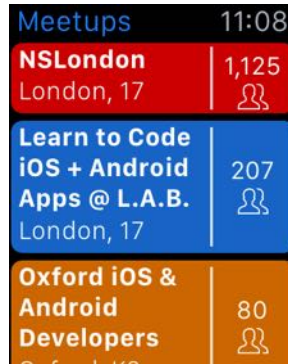 Meetups 11:08
NSLondon
London, 17
1,125
Learn to Code
iOS + Android
Apps @ L.A.B.
London, 17
207
Oxford iOS &
Android
Developers
80